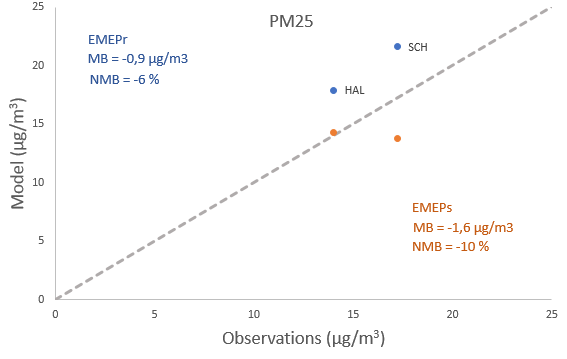 PM25
EMEPr
MB = -0,9 µg/m3
NMB = -6 %
SCH
HAL
EMEPs
MB = -1,6 µg/m3
NMB = -10 %
Model (µg/m³)
25
20
15
10
5
0
0 5 10 15 20 25
Observations (µg/m³)